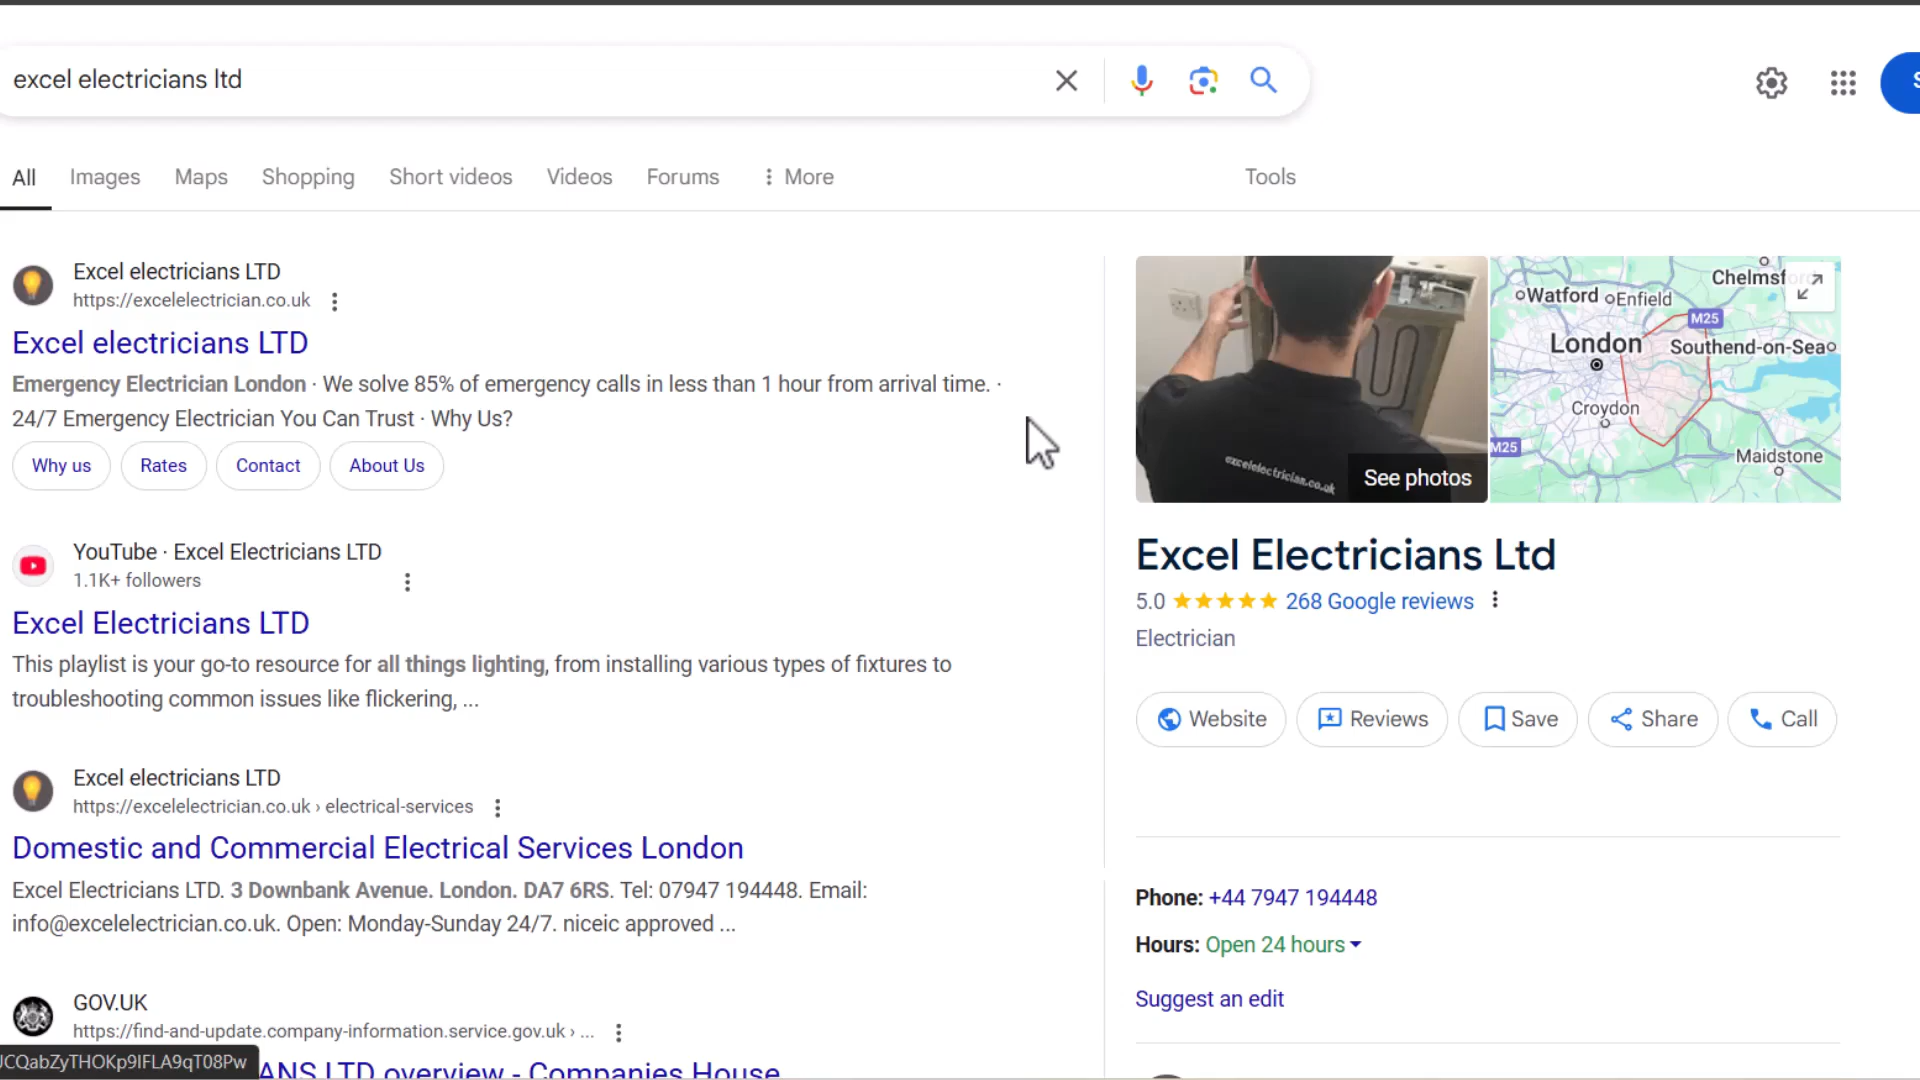 excel electricians ltd
All
Images
Maps
Shopping
Short videos
Videos
Forums
More
Tools
Excel electricians LTD
https://excelelectrician.co.uk
Excel electricians LTD
Emergency Electrician London · We solve 85% of emergency calls in less than 1 hour from arrival time. ·
24/7 Emergency Electrician You Can Trust · Why Us?
Why us
Rates
Contact
About Us
YouTube · Excel Electricians LTD
1.1K+ followers
Excel Electricians LTD
This playlist is your go-to resource for all things lighting, from installing various types of fixtures to
troubleshooting common issues like flickering, ...
Excel electricians LTD
https://excelelectrician.co.uk › electrical-services
Domestic and Commercial Electrical Services London
Excel Electricians LTD. 3 Downbank Avenue. London. DA7 6RS. Tel: 07947 194448. Email:
info@excelelectrician.co.uk. Open: Monday-Sunday 24/7. niceic approved ...
GOV.UK
https://find-and-update.company-information.service.gov.uk › ...
ANS LTD overview - Companies House
JCQabZyTHOKp9IFLA9qT08Pw
excelelectrician.co.uk
See photos
Chelmsf
Watford
Enfield
M25
London
Southend-on-Sea
Croydon
M25
Maidstone
Excel Electricians Ltd
5.0
268 Google reviews
Electrician
Website
Reviews
Save
Share
Call
Phone: +44 7947 194448
Hours: Open 24 hours
Suggest an edit